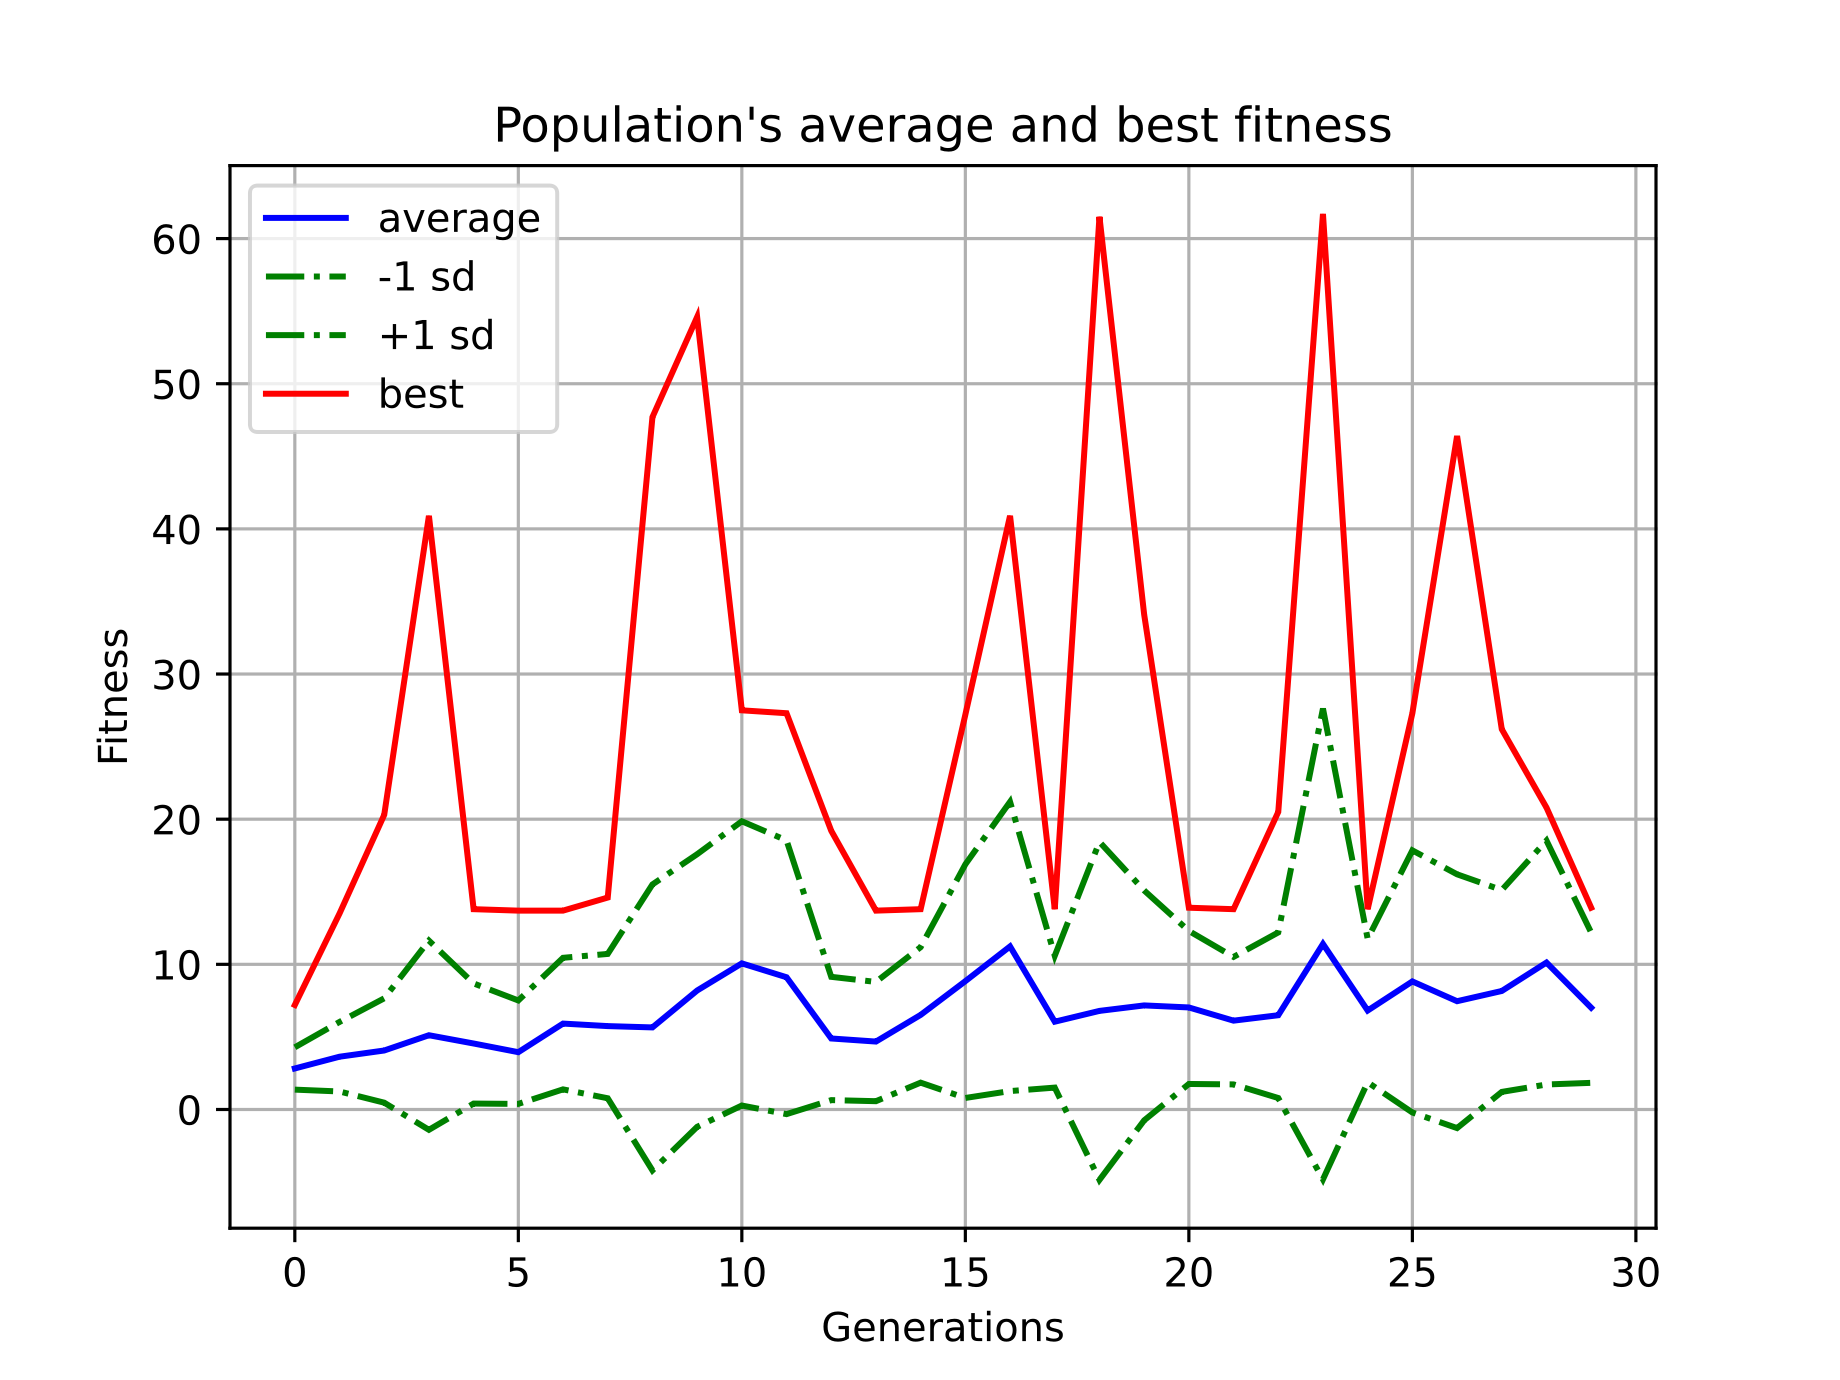 Population's average and best fitness
average
-1 sd
+1 sd
best
60
50
40
30
20
10
0
Fitness
0 5 10 15 20 25 30
Generations